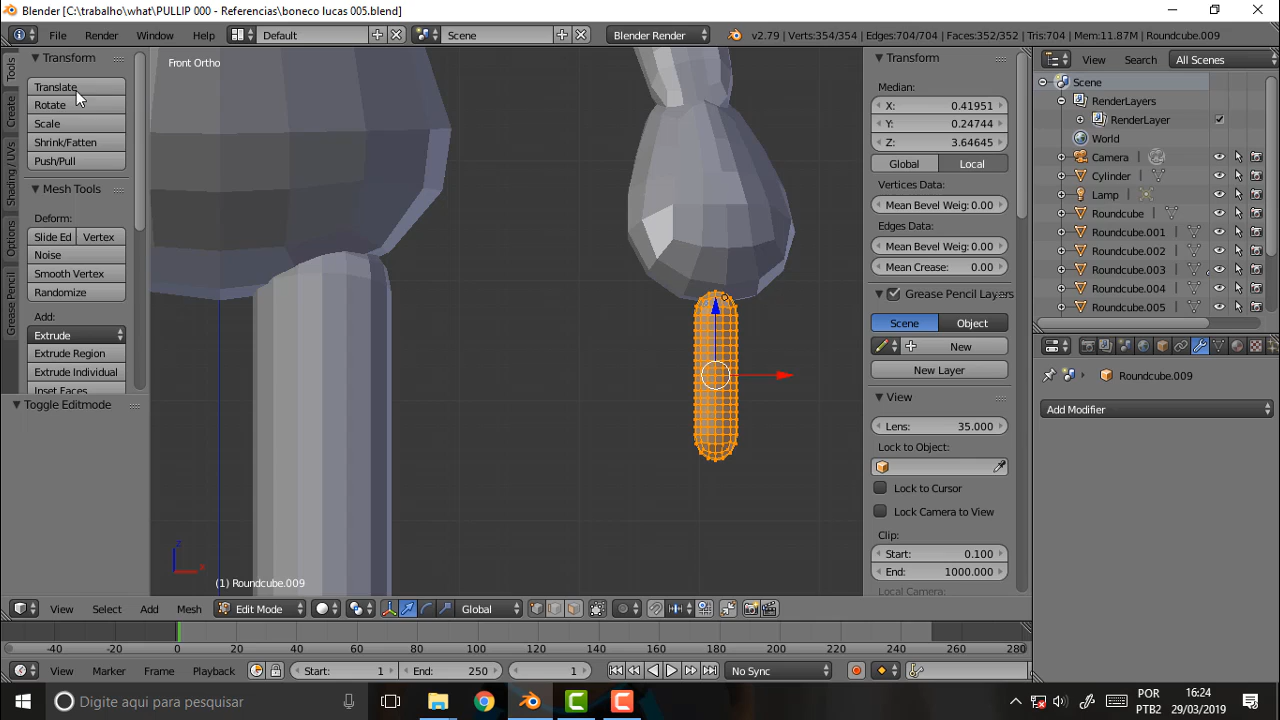 Blender [C:\trabalho\what\PULLIP 000 - Referencias\boneco lucas 005.blend]
File Render Window Help Default Scene Blender Render v2.79 | Verts:354/354 | Edges:704/704 | Faces:352/352 | Tris:704 | Mem:11.87M | Roundcube.009
Tools
Create
Shading / UVs
Options
Grease Pencil
Transform
Translate
Rotate
Scale
Shrink/Fatten
Push/Pull
Mesh Tools
Deform:
Slide Ed Vertex
Noise
Smooth Vertex
Randomize
Add:
Extrude
Extrude Region
Extrude Individual
Inset Faces
Toggle Editmode
Front Ortho
z
x
(1) Roundcube.009
Transform
Median:
X: 0.41951
Y: 0.24744
Z: 3.64645
Global Local
Vertices Data:
Mean Bevel Weig: 0.00
Edges Data:
Mean Bevel Weig: 0.00
Mean Crease: 0.00
Grease Pencil Layers
Scene Object
New
New Layer
View
Lens: 35.000
Lock to Object:
Lock to Cursor
Lock Camera to View
Clip:
Start: 0.100
End: 1000.000
Local Camera:
View Search All Scenes
Scene
RenderLayers
RenderLayer
World
Camera
Cylinder
Lamp
Roundcube
Roundcube.001
Roundcube.002
Roundcube.003
Roundcube.004
Roundcube.005
Roundcube.009
Add Modifier
View Select Add Mesh Edit Mode Global
-40 -20 0 20 40 60 80 100 120 140 160 180 200 220 240 260 280
View Marker Frame Playback Start: 1 End: 250 1 No Sync
Digite aqui para pesquisar
POR
PTB2
16:24
29/03/2019